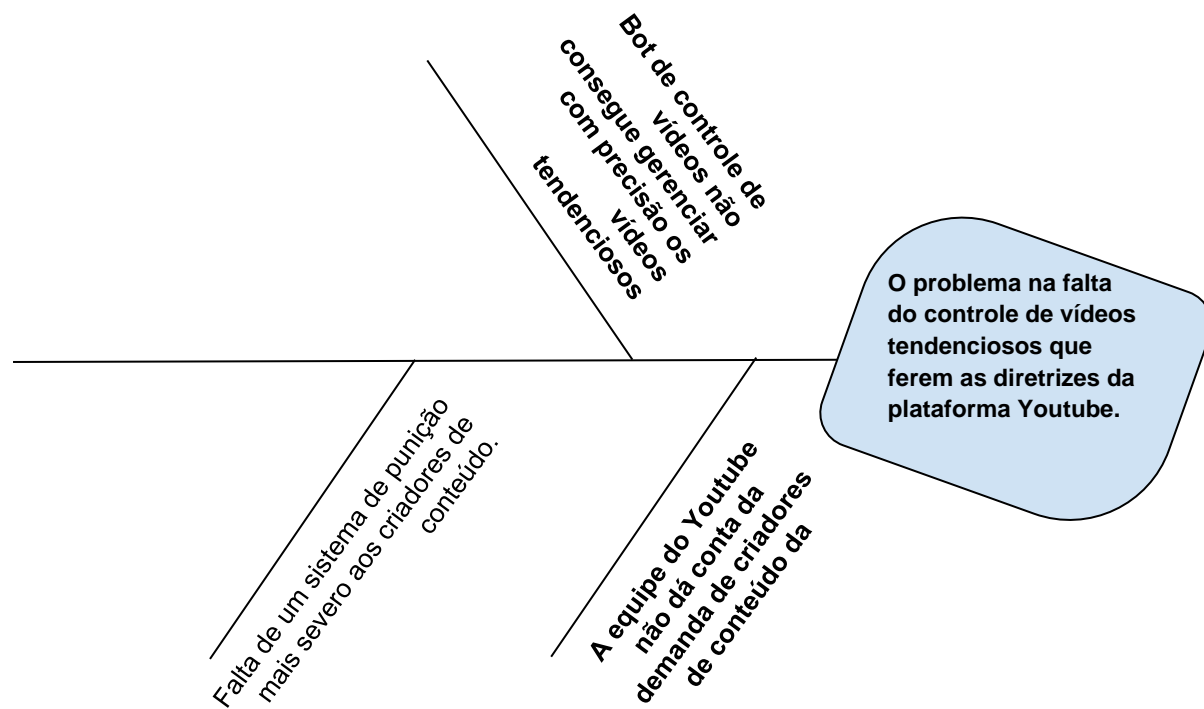 Bot de controle de
vídeos não
consegue gerenciar
com precisão os
vídeos
tendenciosos
O problema na falta
do controle de vídeos
tendenciosos que
ferem as diretrizes da
plataforma Youtube.
Falta de um sistema de punição
mais severo aos criadores de
conteúdo.
A equipe do Youtube
não dá conta da
demanda de criadores
de conteúdo da